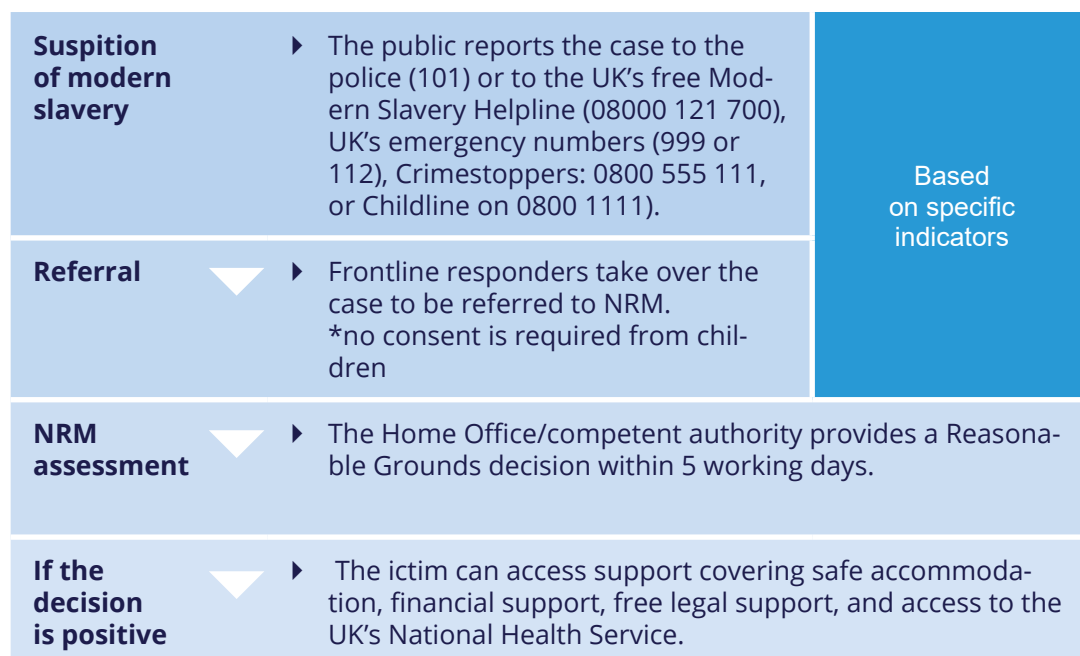 Suspition
of modern
slavery
The public reports the case to the
police (101) or to the UK's free Mod-
ern Slavery Helpline (08000 121 700),
UK's emergency numbers (999 or
112), Crimestoppers: 0800 555 111,
or Childline on 0800 1111).
Based
on specific
indicators
Referral
Frontline responders take over the
case to be referred to NRM.
*no consent is required from chil-
dren
NRM
assessment
The Home Office/competent authority provides a Reasona-
ble Grounds decision within 5 working days.
If the
decision
is positive
The ictim can access support covering safe accommoda-
tion, financial support, free legal support, and access to the
UK's National Health Service.